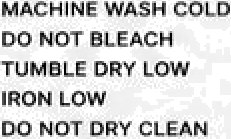 MACHINE WASH COLD
DO NOT BLEACH
TUMBLE DRY LOW
IRON LOW
DO NOT DRY CLEAN